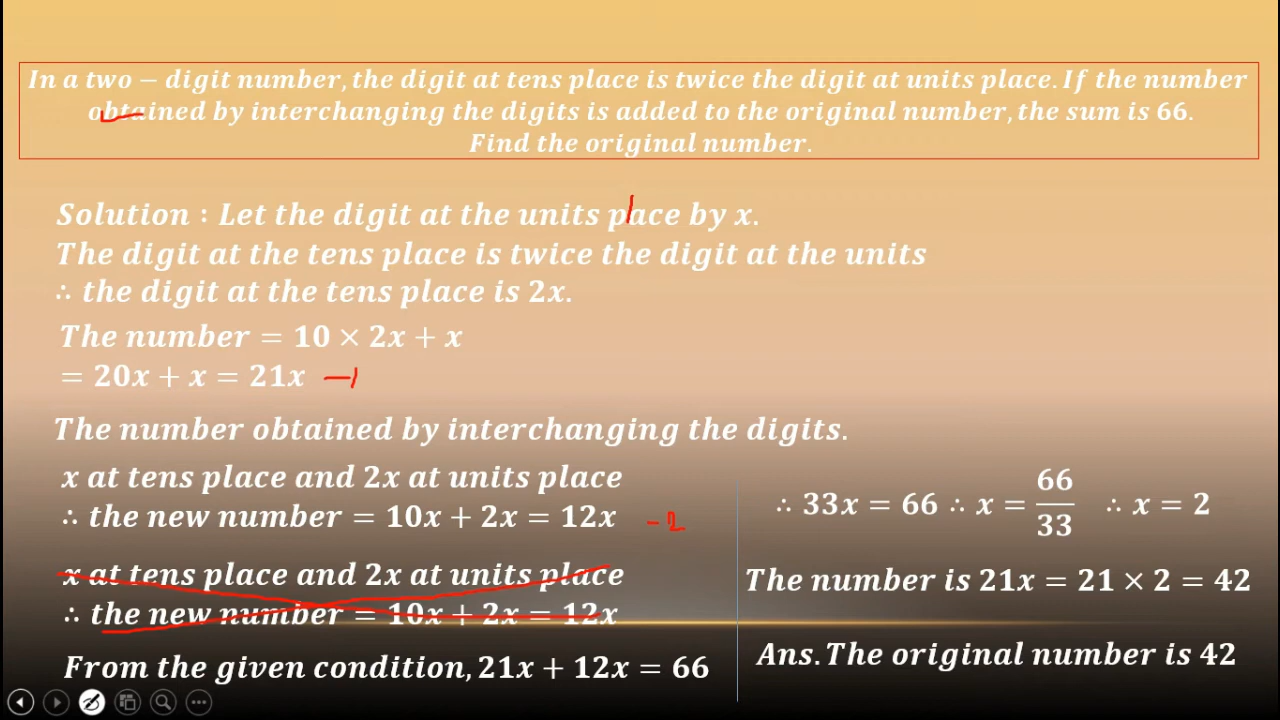 In a two − digit number, the digit at tens place is twice the digit at units place. If the number
obtained by interchanging the digits is added to the original number, the sum is 66.
Find the original number.
Solution : Let the digit at the units place by x.
The digit at the tens place is twice the digit at the units
∴ the digit at the tens place is 2x.
The number = 10 × 2x + x
= 20x + x = 21x —1
The number obtained by interchanging the digits.
x at tens place and 2x at units place
∴ the new number = 10x + 2x = 12x - 2
x at tens place and 2x at units place
∴ the new number = 10x + 2x = 12x
From the given condition, 21x + 12x = 66
∴ 33x = 66 ∴ x = 66/33 ∴ x = 2
The number is 21x = 21 × 2 = 42
Ans. The original number is 42